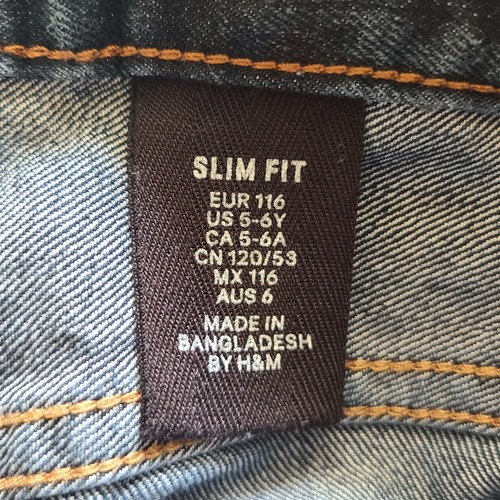 SLIM FIT
EUR 116
US 5-6Y
CA 5-6A
CN 120/53
MX 116
AUS 6
MADE IN
BANGLADESH
BY H&M